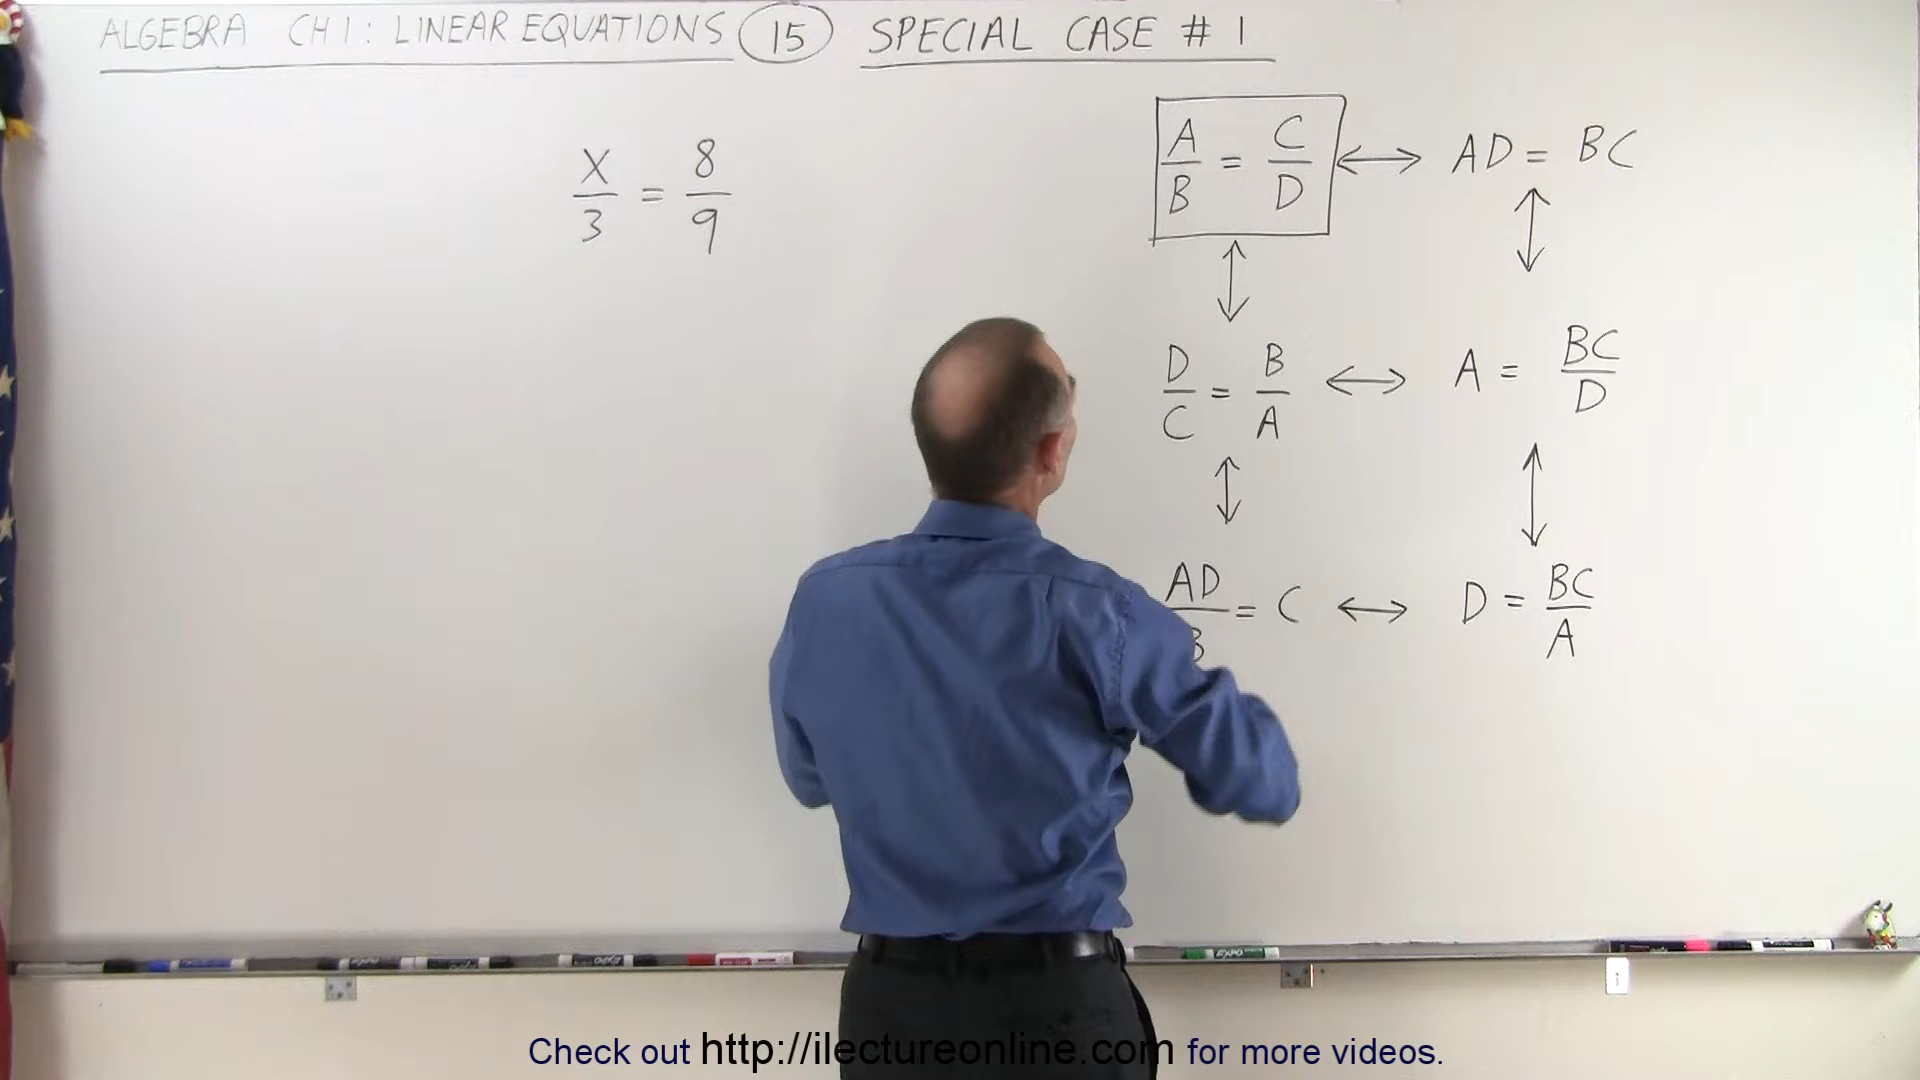 ALGEBRA CH 1: LINEAR EQUATIONS 15 SPECIAL CASE # 1
X/3 = 8/9
A/B = C/D ↔ AD = BC
D/C = B/A ↔ A = BC/D
AD/B = C ↔ D = BC/A
EXPO
Check out http://ilectureonline.com for more videos.